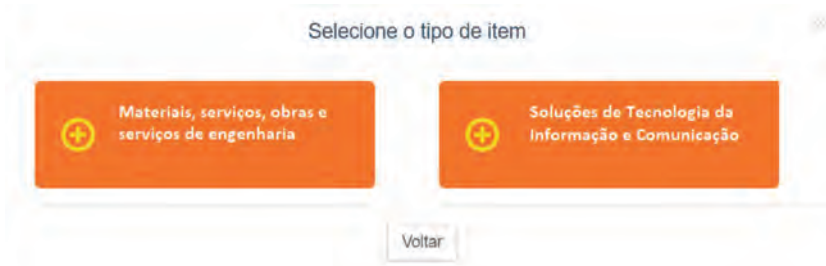 Selecione o tipo de item
Materiais, serviços, obras e
serviços de engenharia
Soluções de Tecnologia da
Informação e Comunicação
Voltar